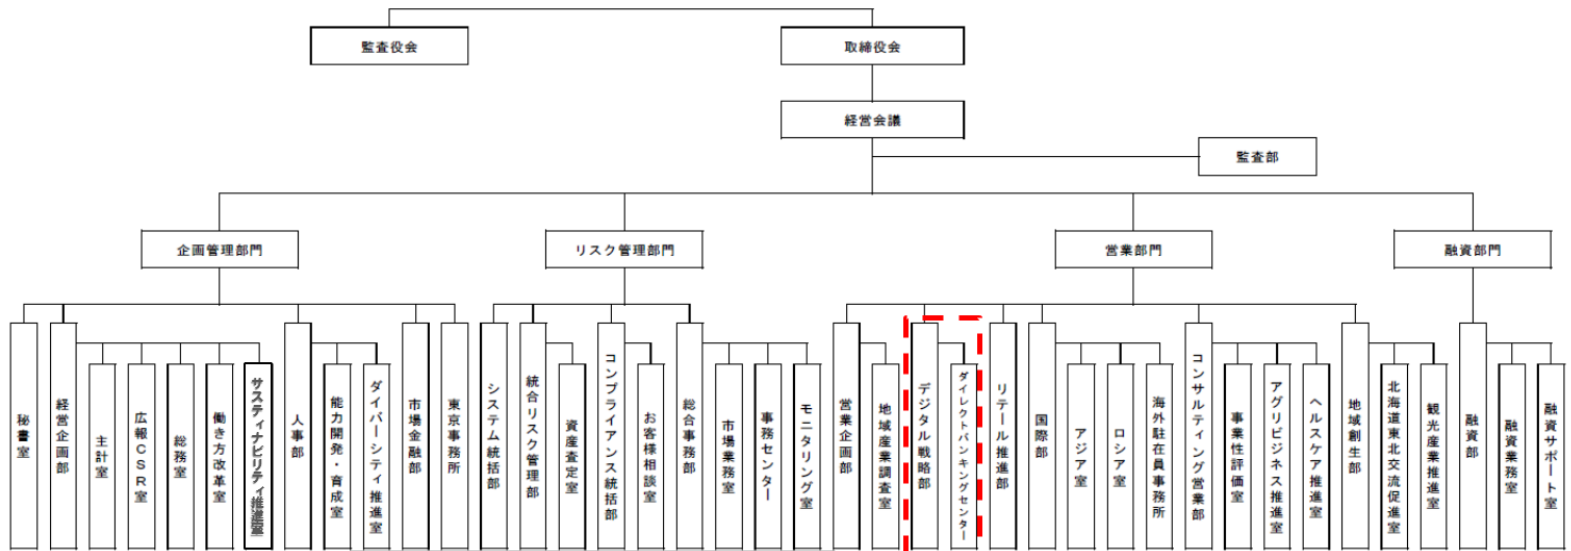 監査役会
取締役会
経営会議
監査部
企画管理部門
リスク管理部門
営業部門
融資部門
秘書室
経営企画部
主計室
広報CSR室
総務室
働き方改革室
サスティナビリティ推進室
人事部
能力開発・育成室
ダイバーシティ推進室
市場金融部
東京事務所
システム統括部
統合リスク管理部
資産査定室
コンプライアンス統括部
お客様相談室
総合事務部
市場業務室
事務センター
モニタリング室
営業企画部
地域産業調査室
デジタル戦略部
ダイレクトバンキングセンター
リテール推進部
国際部
アジア室
ロシア室
海外駐在員事務所
コンサルティング営業部
事業性評価室
アグリビジネス推進室
ヘルスケア推進室
地域創生部
北海道東北交流促進室
観光産業推進室
融資部
融資業務室
融資サポート室